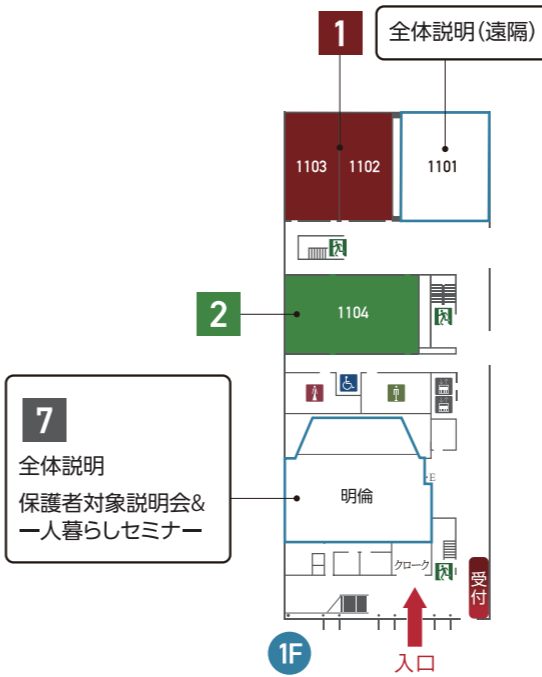 1
全体説明（遠隔）
1103
1102
1101
2
1104
7
全体説明
保護者対象説明会&
一人暮らしセミナー
明倫
E
クローク
受付
1F
入口